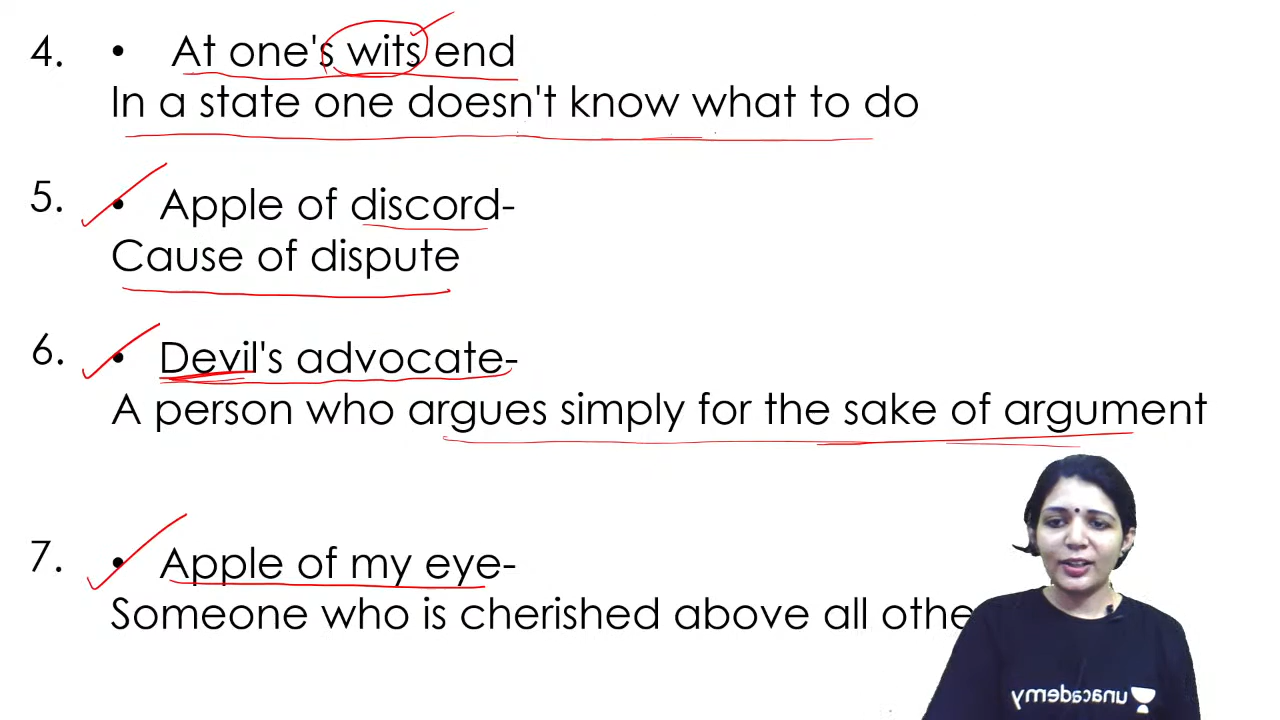 4. • At one's wits end
In a state one doesn't know what to do
5. • Apple of discord-
Cause of dispute
6. • Devil's advocate-
A person who argues simply for the sake of argument
7. • Apple of my eye-
Someone who is cherished above all othe
unacademy